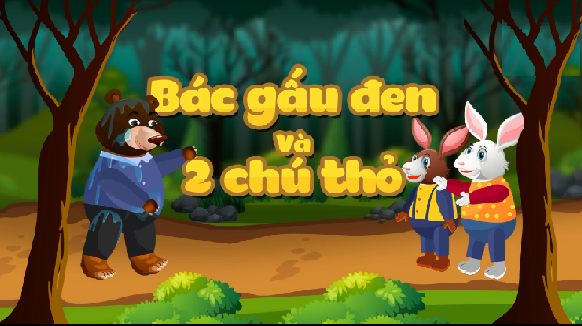 Bác gấu đen
và
2 chú thỏ